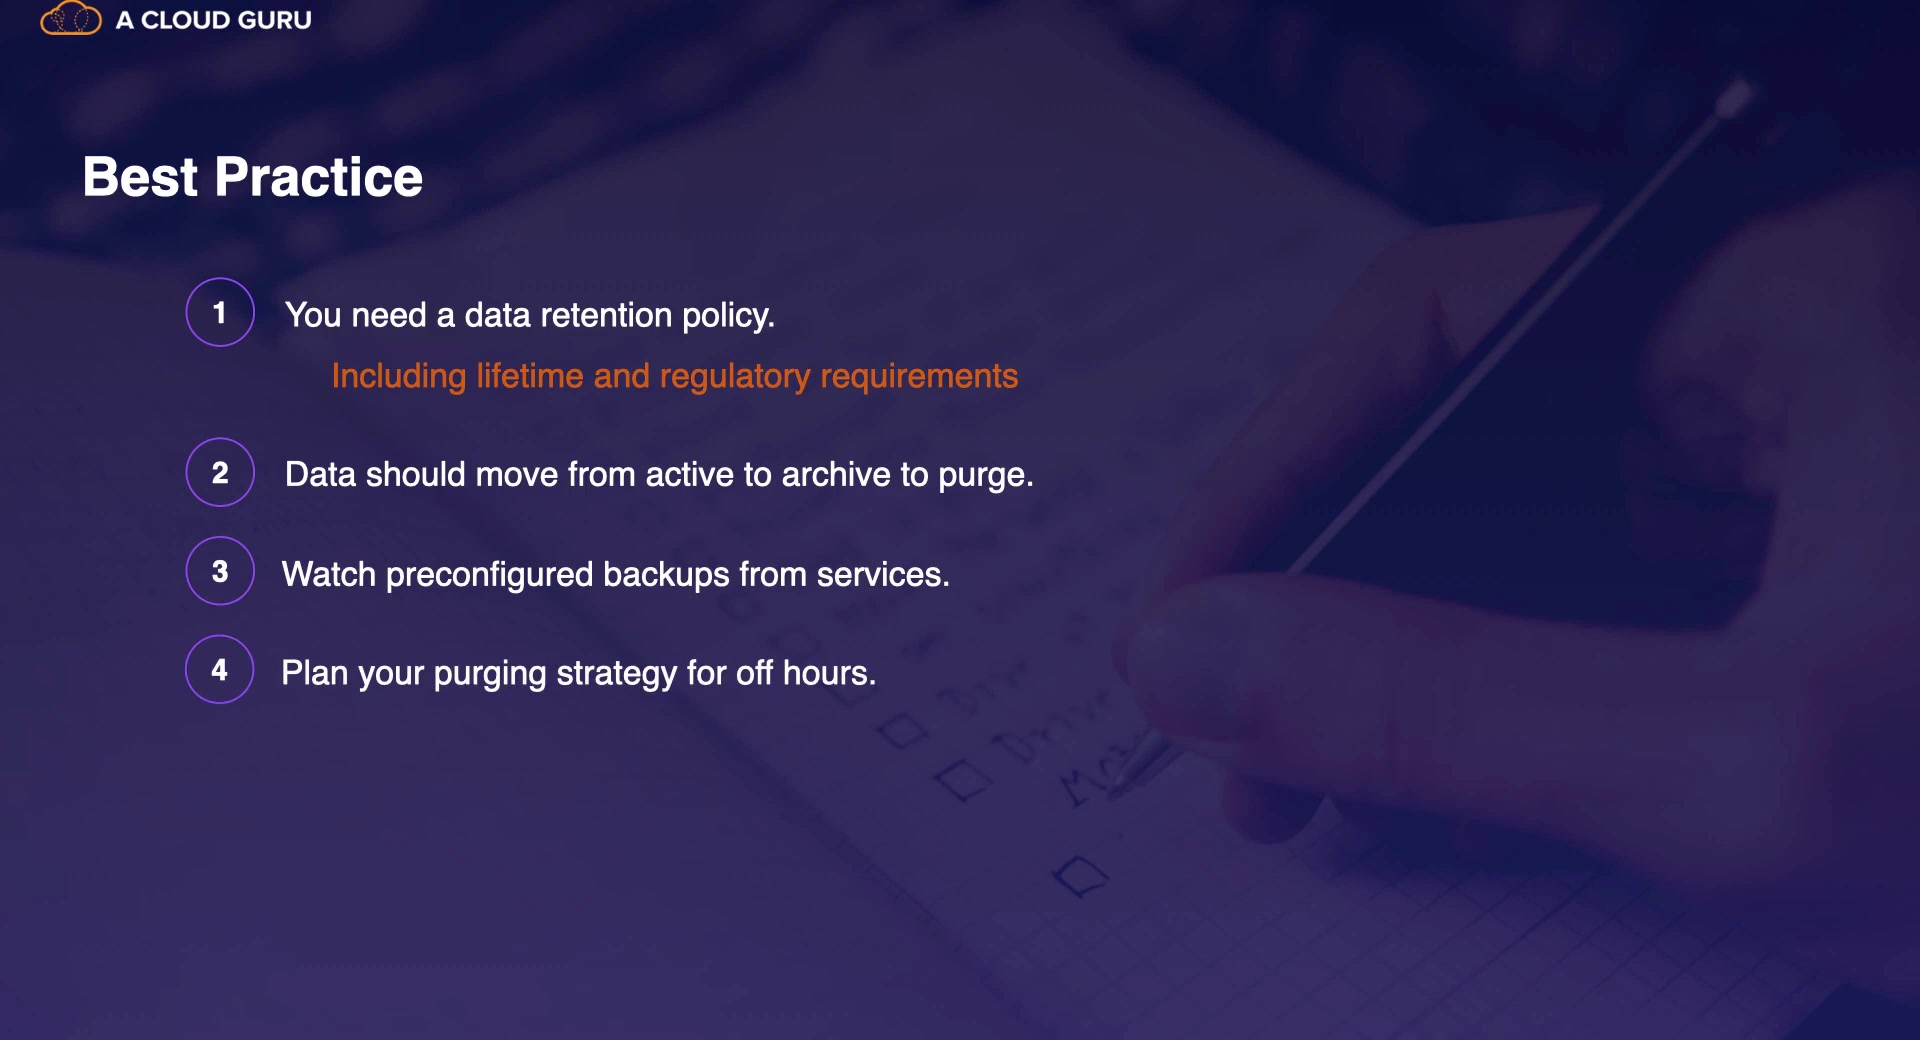 A CLOUD GURU
Best Practice
1 You need a data retention policy.
Including lifetime and regulatory requirements
2 Data should move from active to archive to purge.
3 Watch preconfigured backups from services.
4 Plan your purging strategy for off hours.
Drive